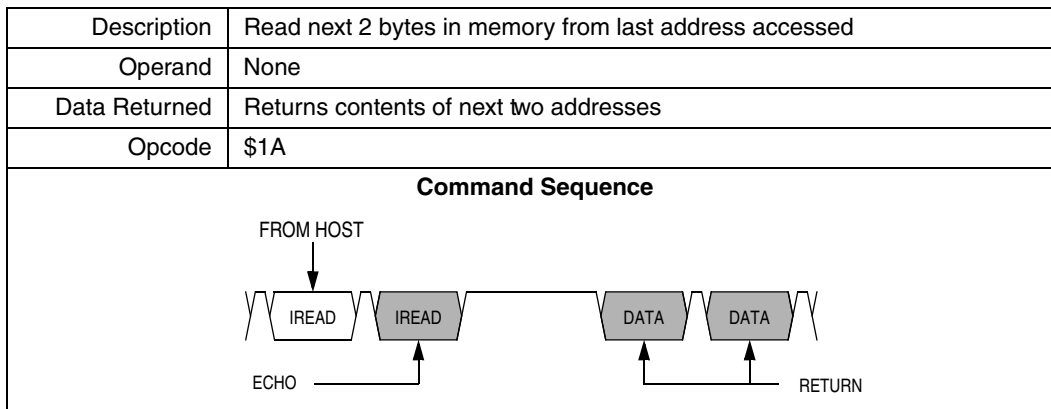 Description Read next 2 bytes in memory from last address accessed
Operand None
Data Returned Returns contents of next two addresses
Opcode $1A
Command Sequence
FROM HOST
IREAD IREAD DATA DATA
ECHO RETURN